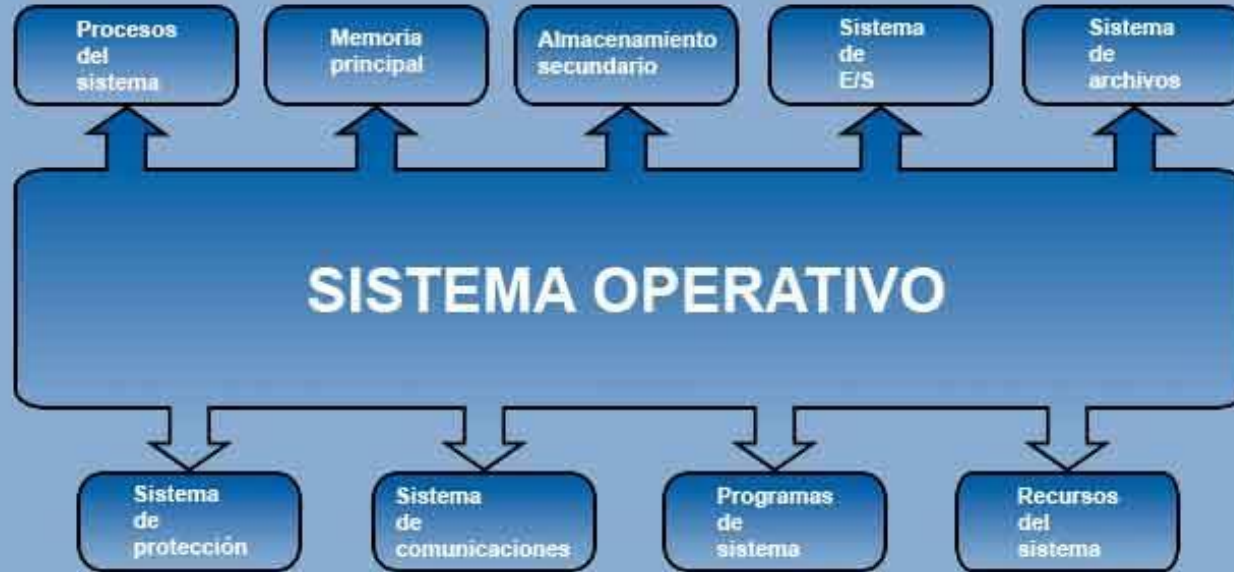 Procesos
del
sistema
Memoria
principal
Almacenamiento
secundario
Sistema
de
E/S
Sistema
de
archivos
SISTEMA OPERATIVO
Sistema
de
protección
Sistema
de
comunicaciones
Programas
de
sistema
Recursos
del
sistema